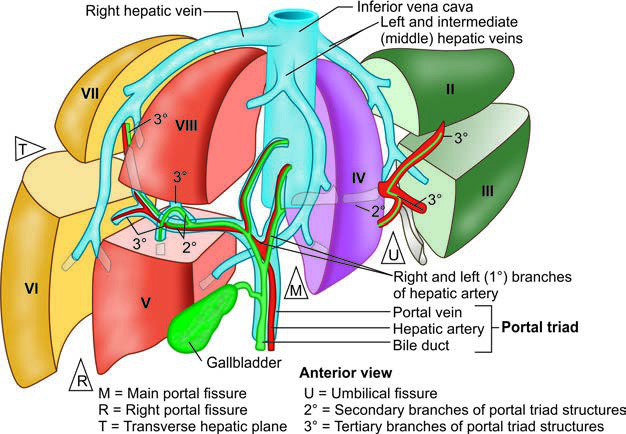 Right hepatic vein
Inferior vena cava
Left and intermediate
(middle) hepatic veins
VII
VIII
II
3°
3°
T
3°
IV
III
3°
2°
3°
2°
U
VI
V
M
Right and left (1°) branches
of hepatic artery
Portal vein
Hepatic artery
Portal triad
Bile duct
Gallbladder
R
Anterior view
M = Main portal fissure
R = Right portal fissure
T = Transverse hepatic plane
U = Umbilical fissure
2° = Secondary branches of portal triad structures
3° = Tertiary branches of portal triad structures